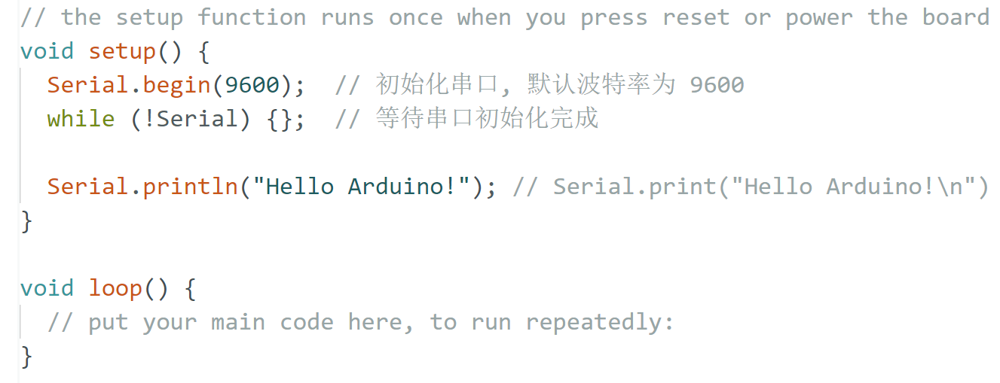 // the setup function runs once when you press reset or power the board
void setup() {
  Serial.begin(9600);  // 初始化串口, 默认波特率为 9600
  while (!Serial) {};  // 等待串口初始化完成
  Serial.println("Hello Arduino!"); // Serial.print("Hello Arduino!\n")
}
void loop() {
  // put your main code here, to run repeatedly:
}